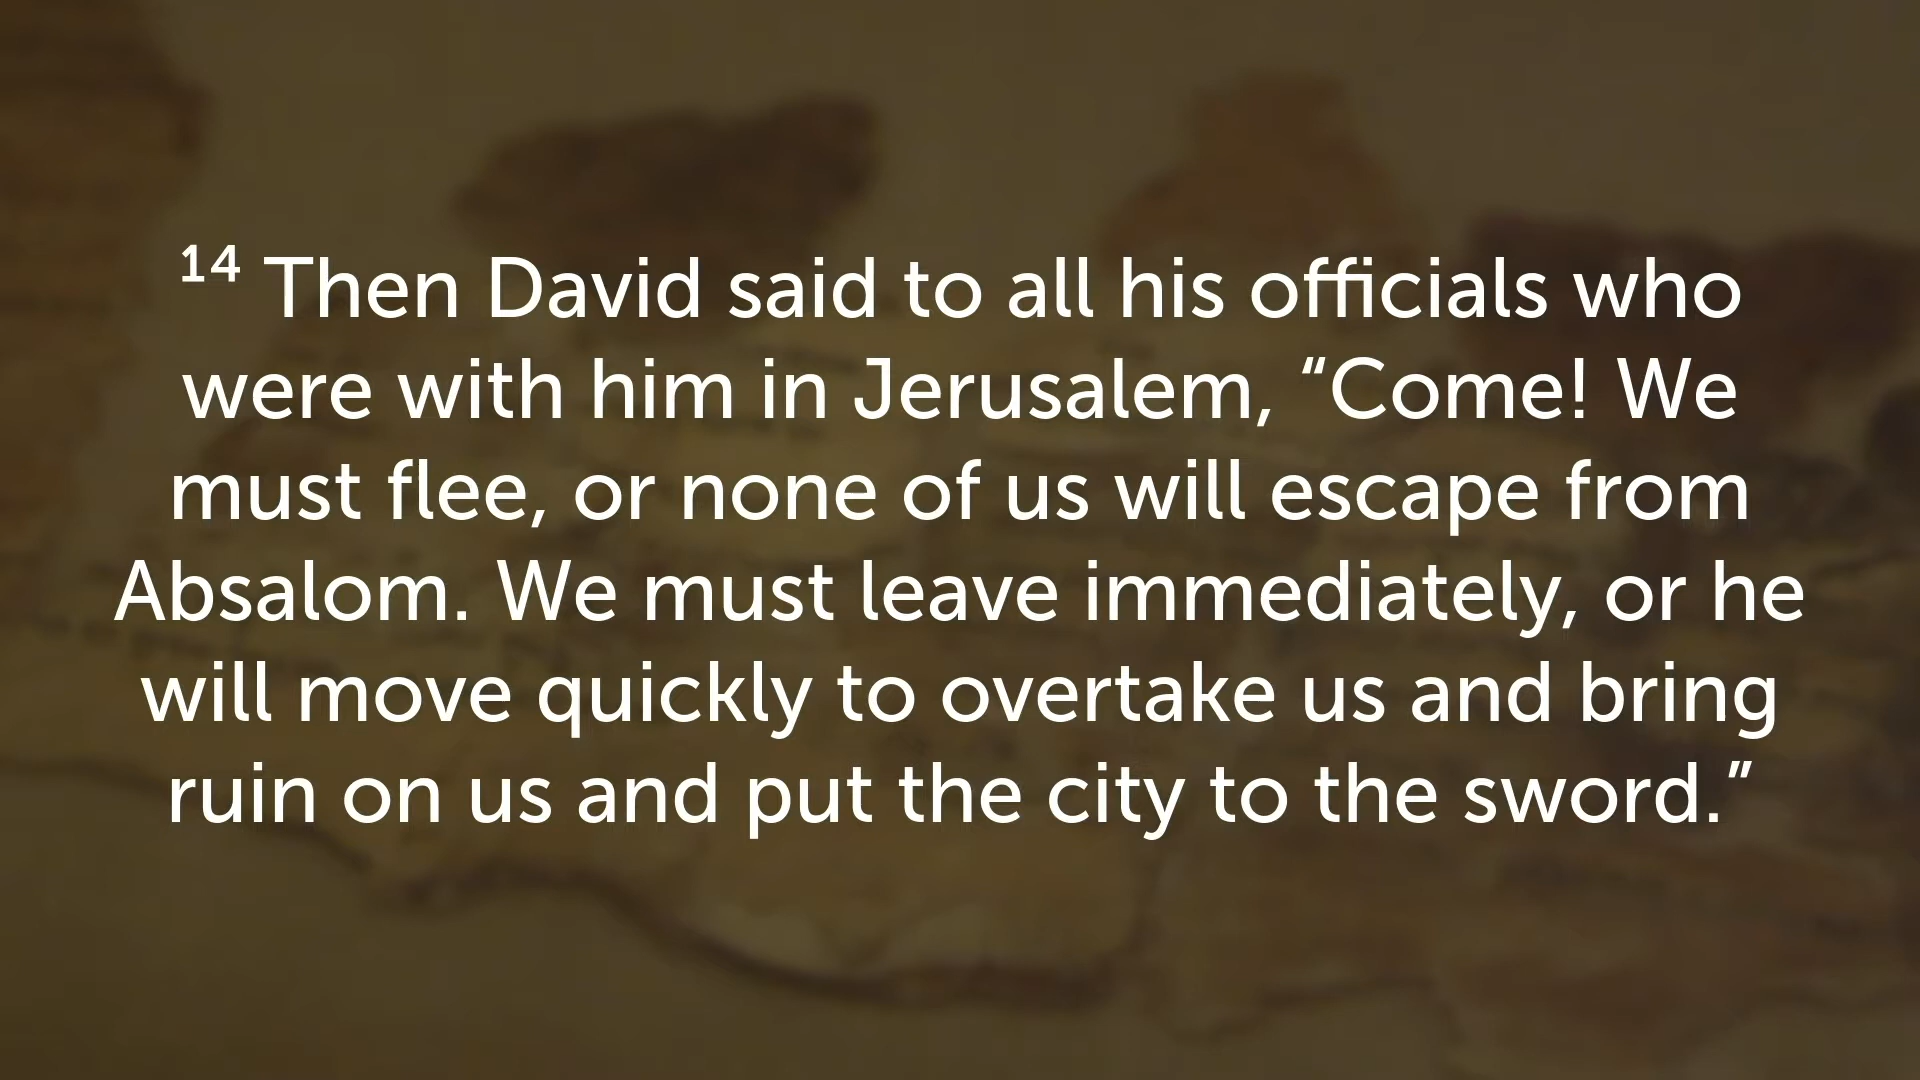 ¹⁴ Then David said to all his officials who
were with him in Jerusalem, “Come! We
must flee, or none of us will escape from
Absalom. We must leave immediately, or he
will move quickly to overtake us and bring
ruin on us and put the city to the sword.”